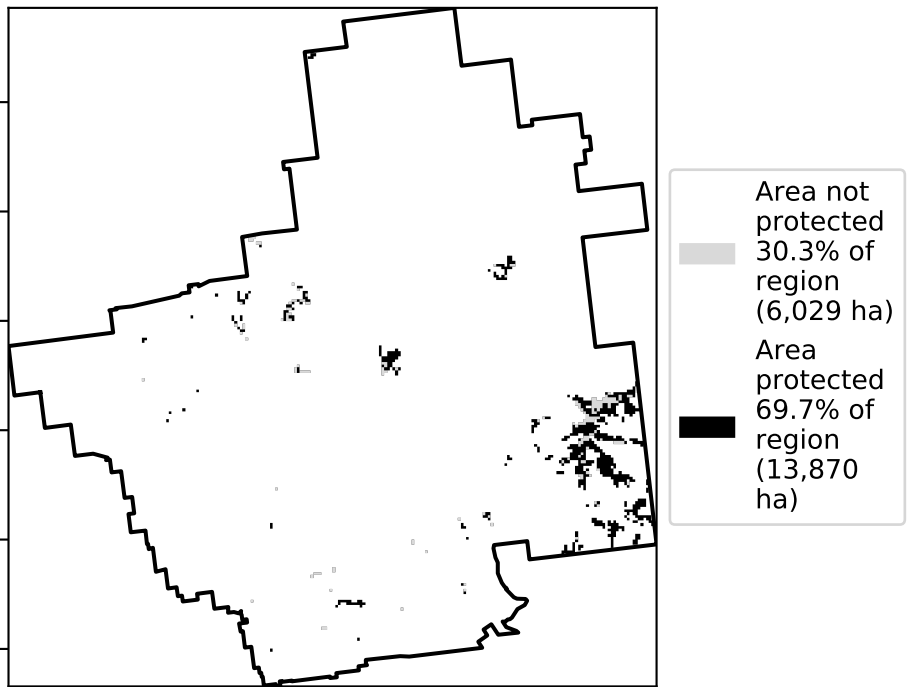 Area not
protected
30.3% of
region
(6,029 ha)
Area
protected
69.7% of
region
(13,870
ha)